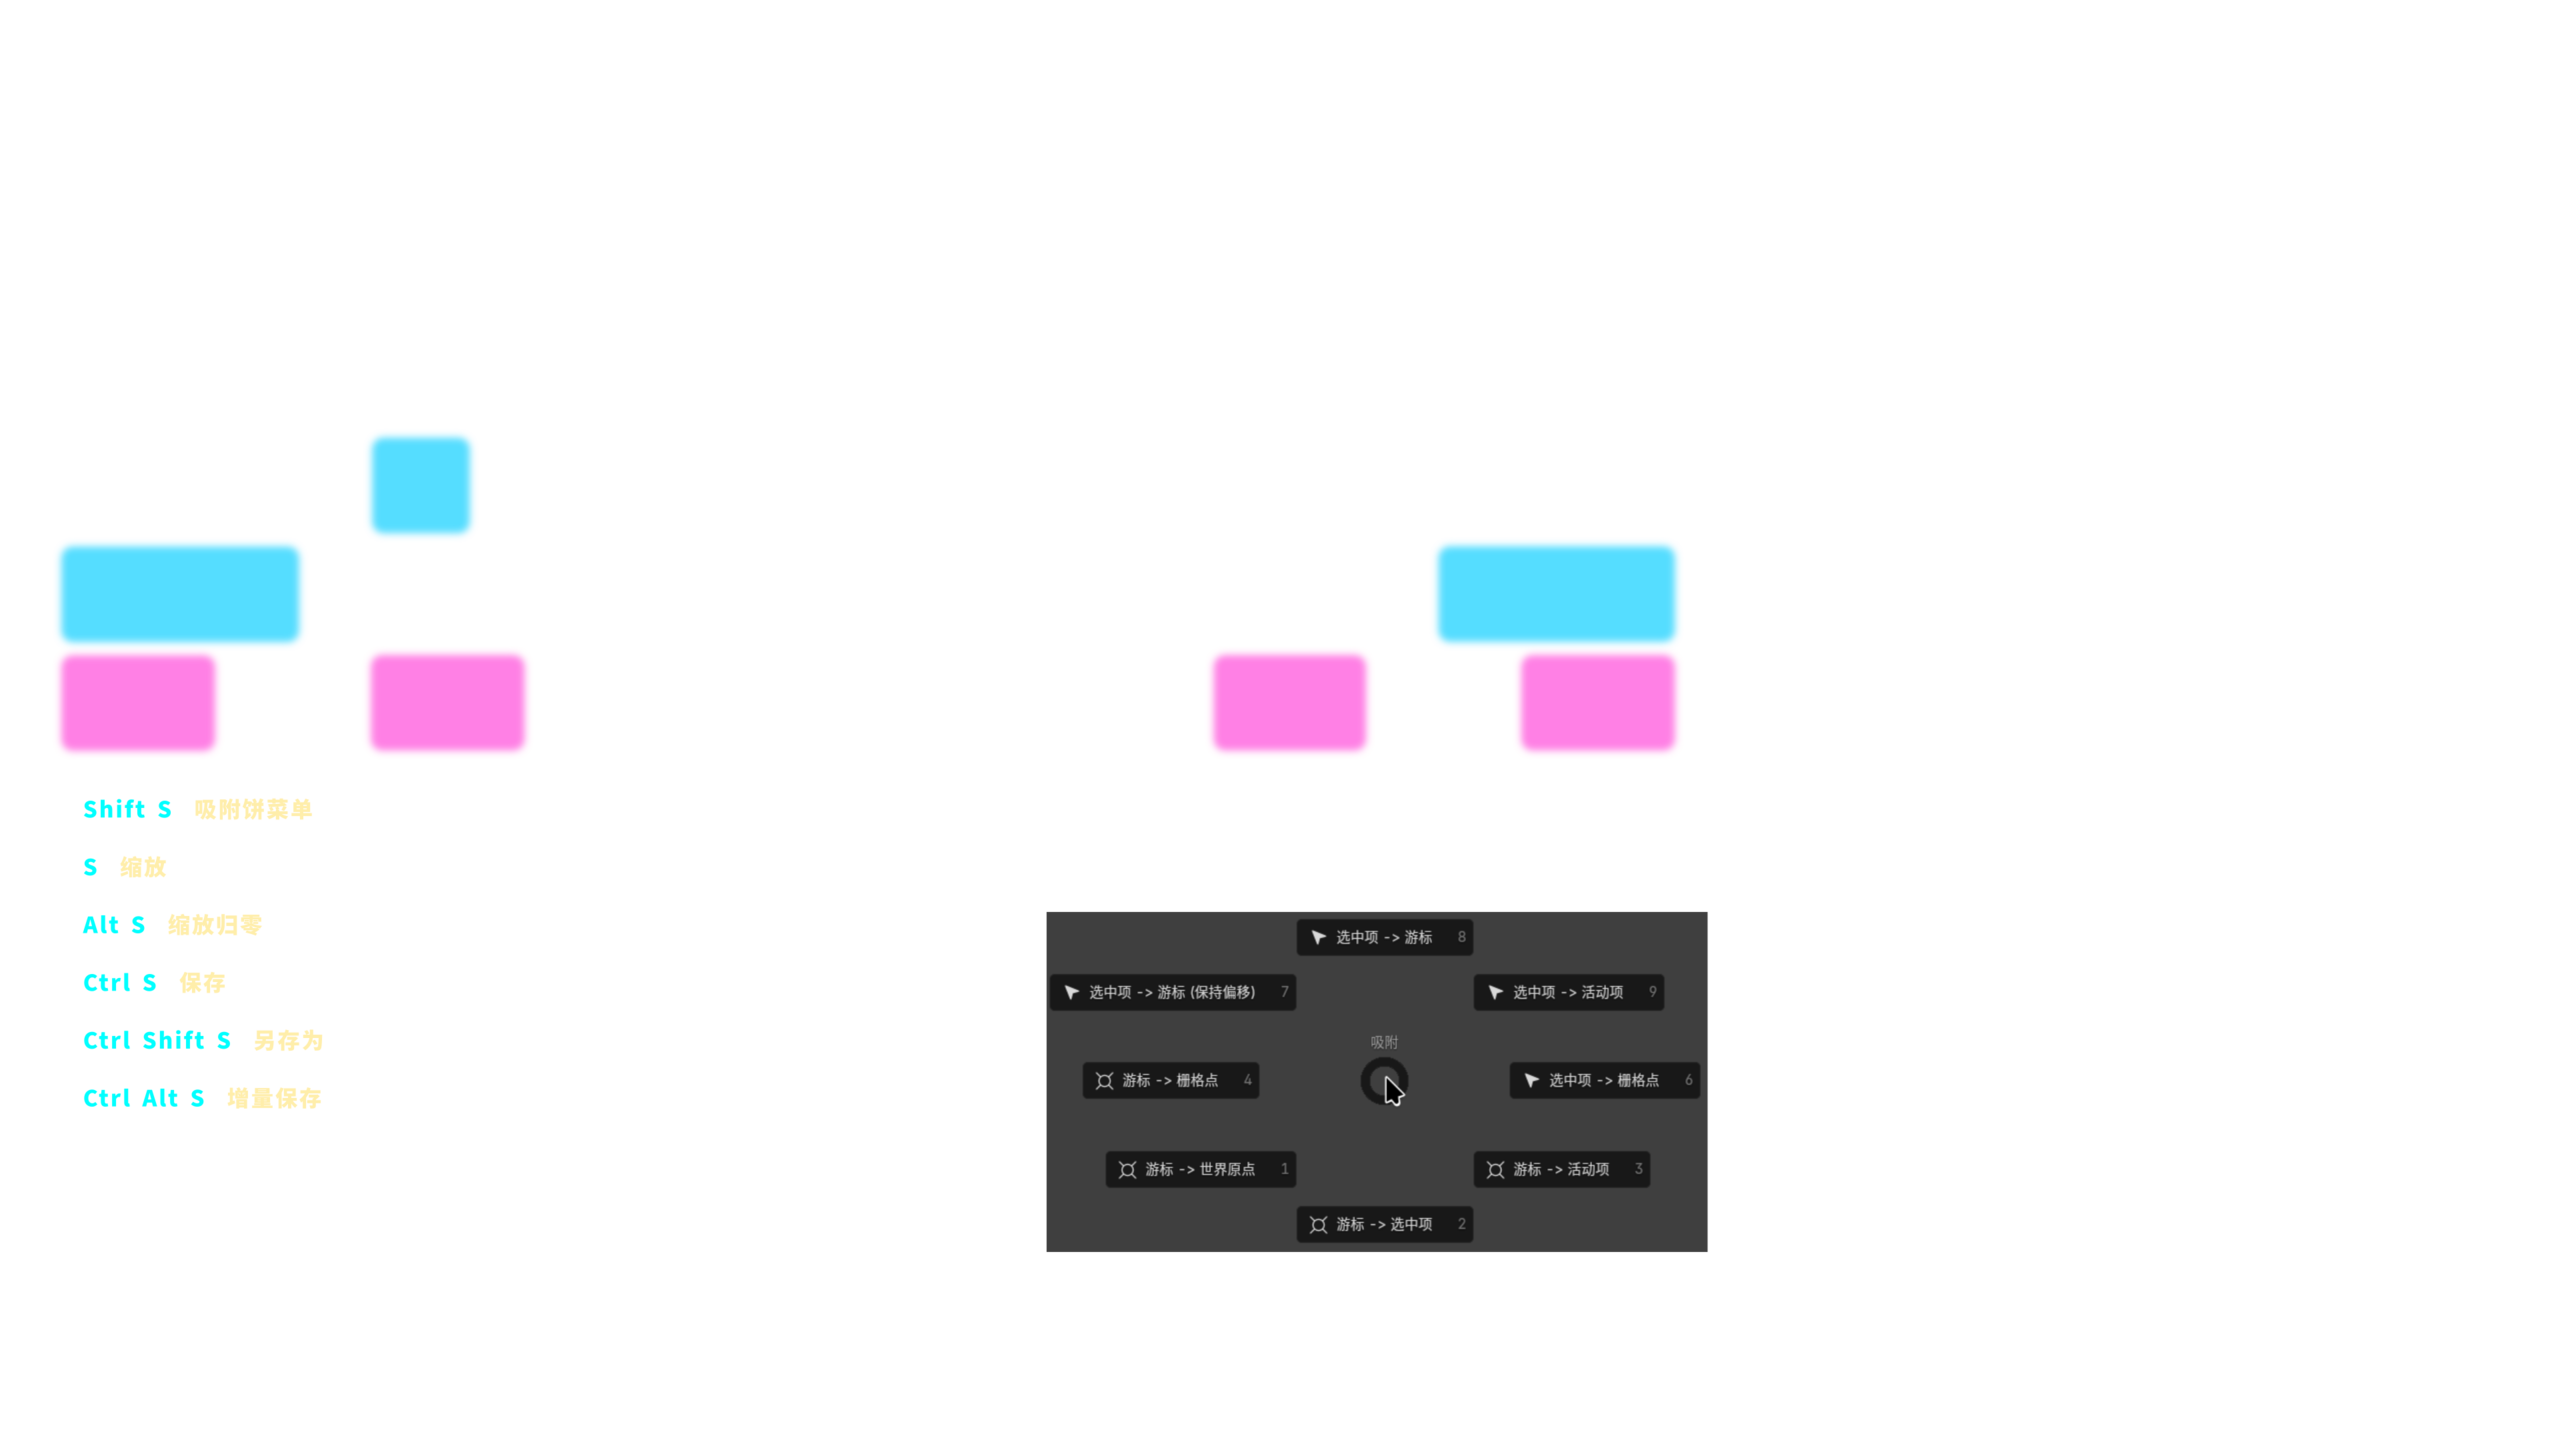 Shift S 吸附饼菜单
S 缩放
Alt S 缩放归零
Ctrl S 保存
Ctrl Shift S 另存为
Ctrl Alt S 增量保存
选中项 -> 游标 8
选中项 -> 游标 (保持偏移) 7
选中项 -> 活动项 9
吸附
游标 -> 栅格点 4
选中项 -> 栅格点 6
游标 -> 世界原点 1
游标 -> 活动项 3
游标 -> 选中项 2